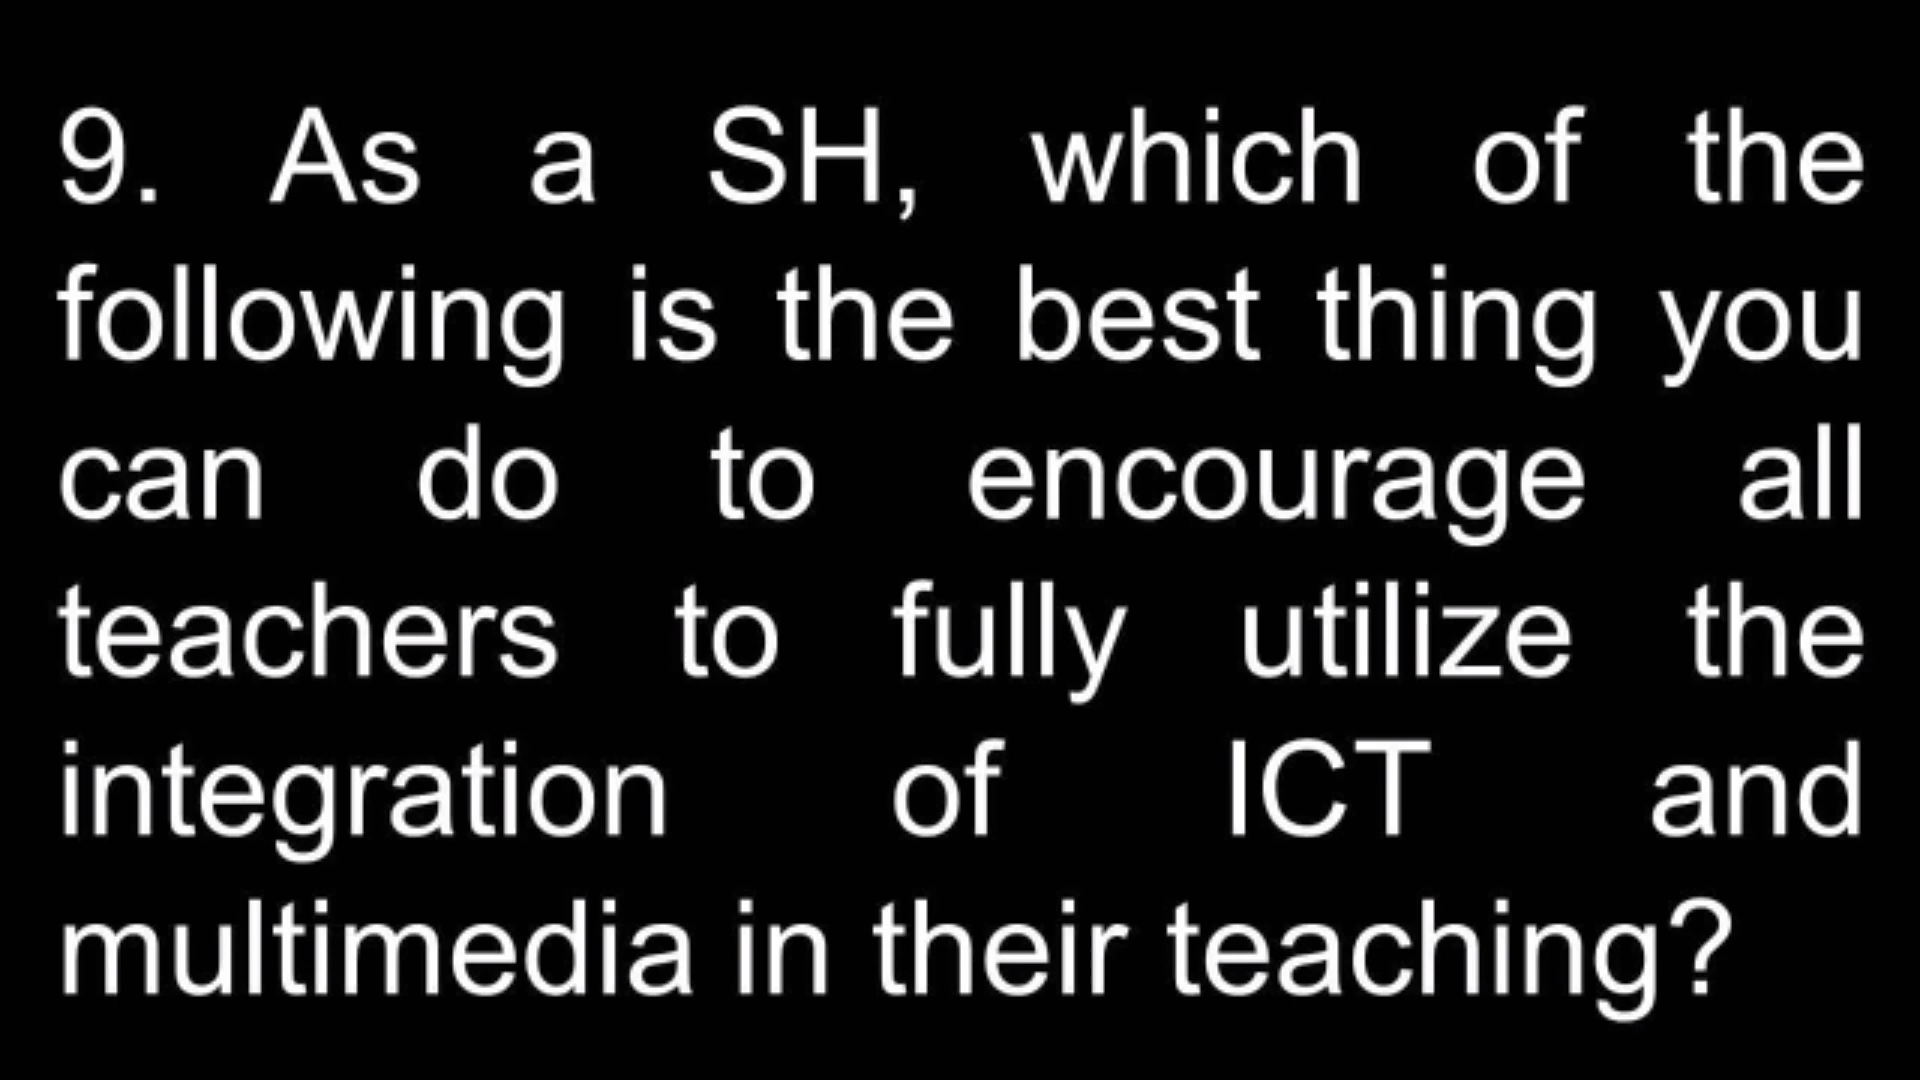 9. As a SH, which of the
following is the best thing you
can do to encourage all
teachers to fully utilize the
integration of ICT and
multimedia in their teaching?